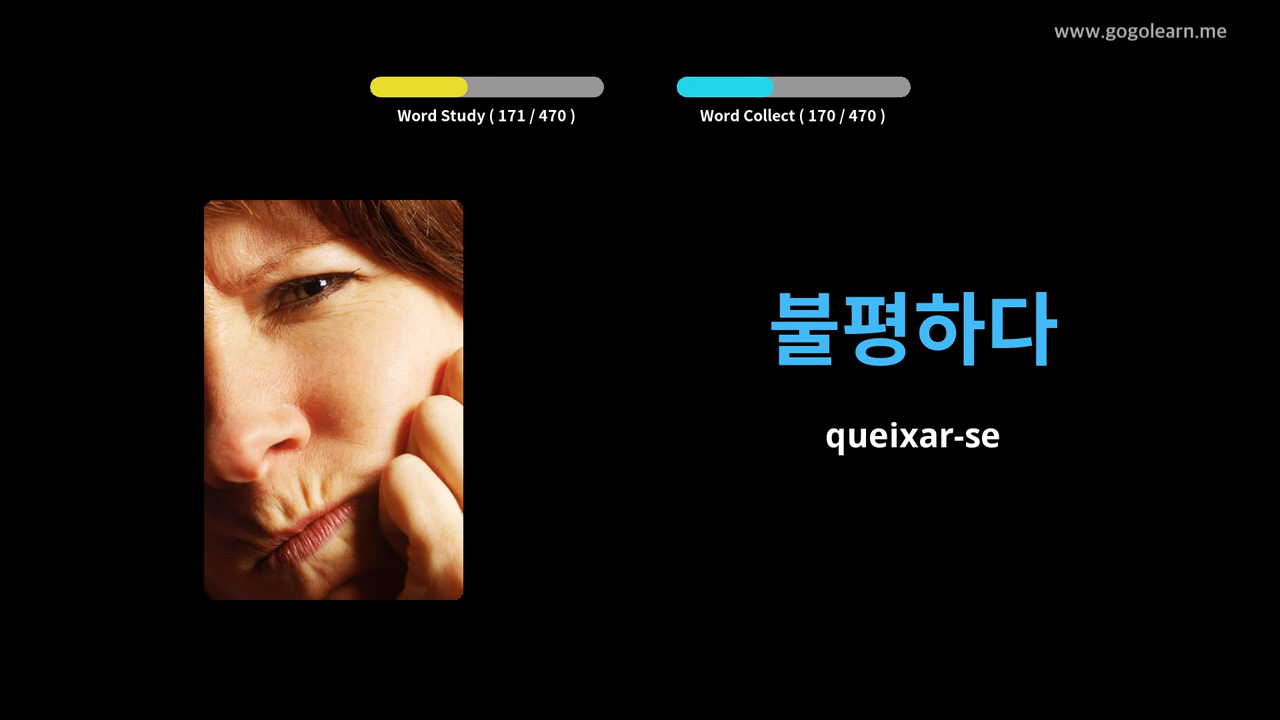 www.gogolearn.me
Word Study ( 171 / 470 )
Word Collect ( 170 / 470 )
불평하다
queixar-se